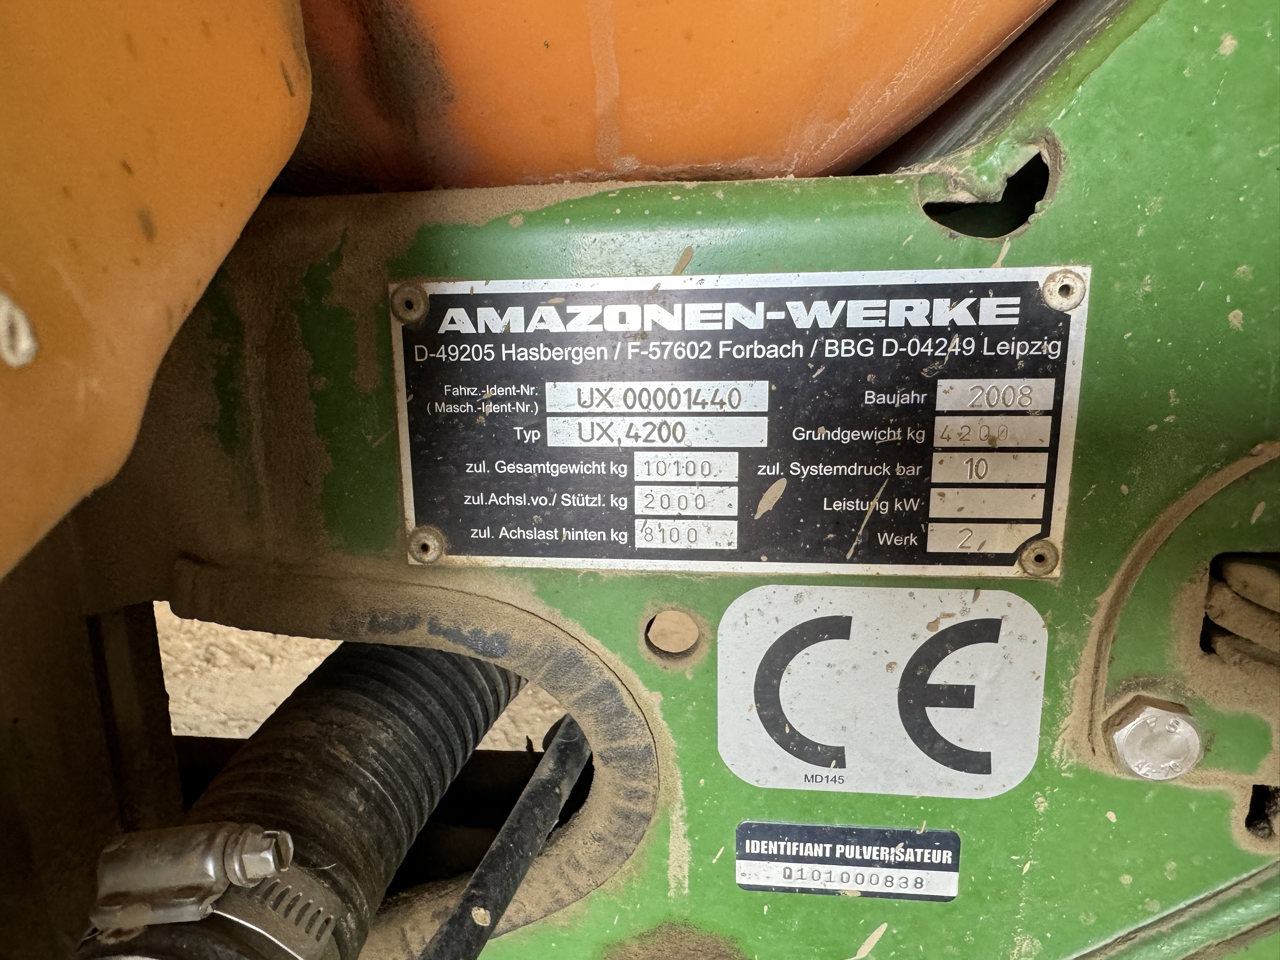 AMAZONEN-WERKE
D-49205 Hasbergen / F-57602 Forbach / BBG D-04249 Leipzig
Fahrz.-Ident-Nr.
(Masch.-Ident-Nr.) UX 00001440
Baujahr 2008
Typ UX 4200
Grundgewicht kg 4200
zul. Gesamtgewicht kg 10100
zul. Systemdruck bar 10
zul.Achsl.vo./ Stützl. kg 2000
Leistung kW
zul. Achslast hinten kg 8100
Werk 2
CE
MD145
IDENTIFIANT PULVERISATEUR
Q101000838